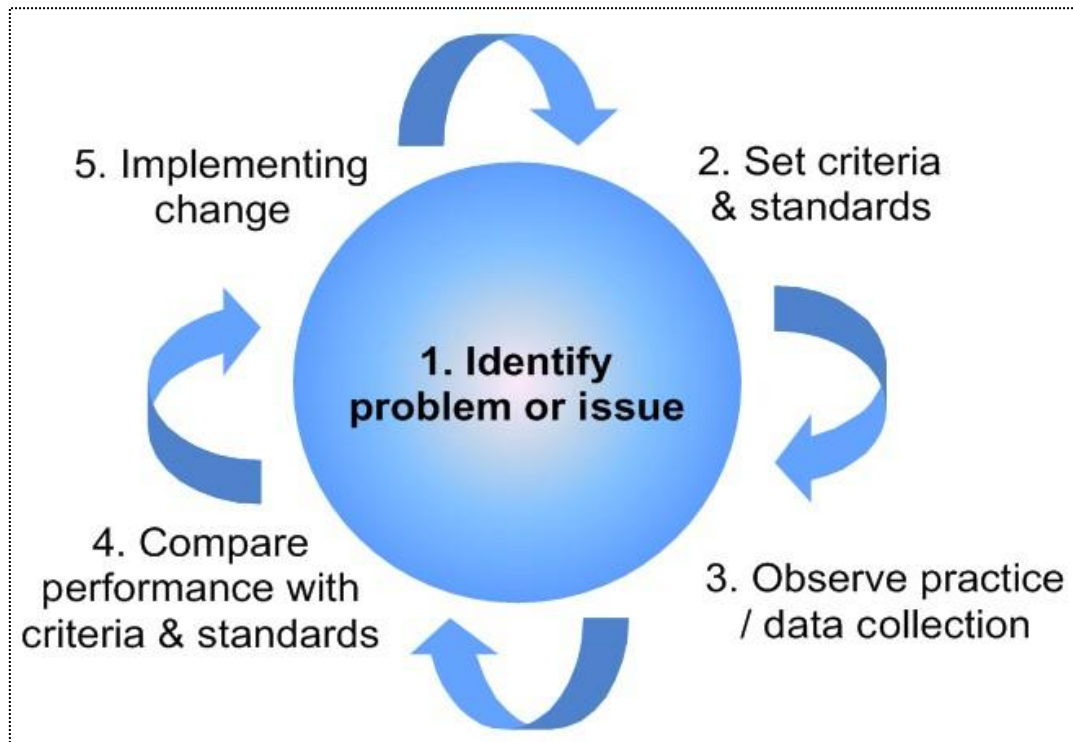 1. Identify
problem or issue
2. Set criteria
& standards
3. Observe practice
/ data collection
4. Compare
performance with
criteria & standards
5. Implementing
change